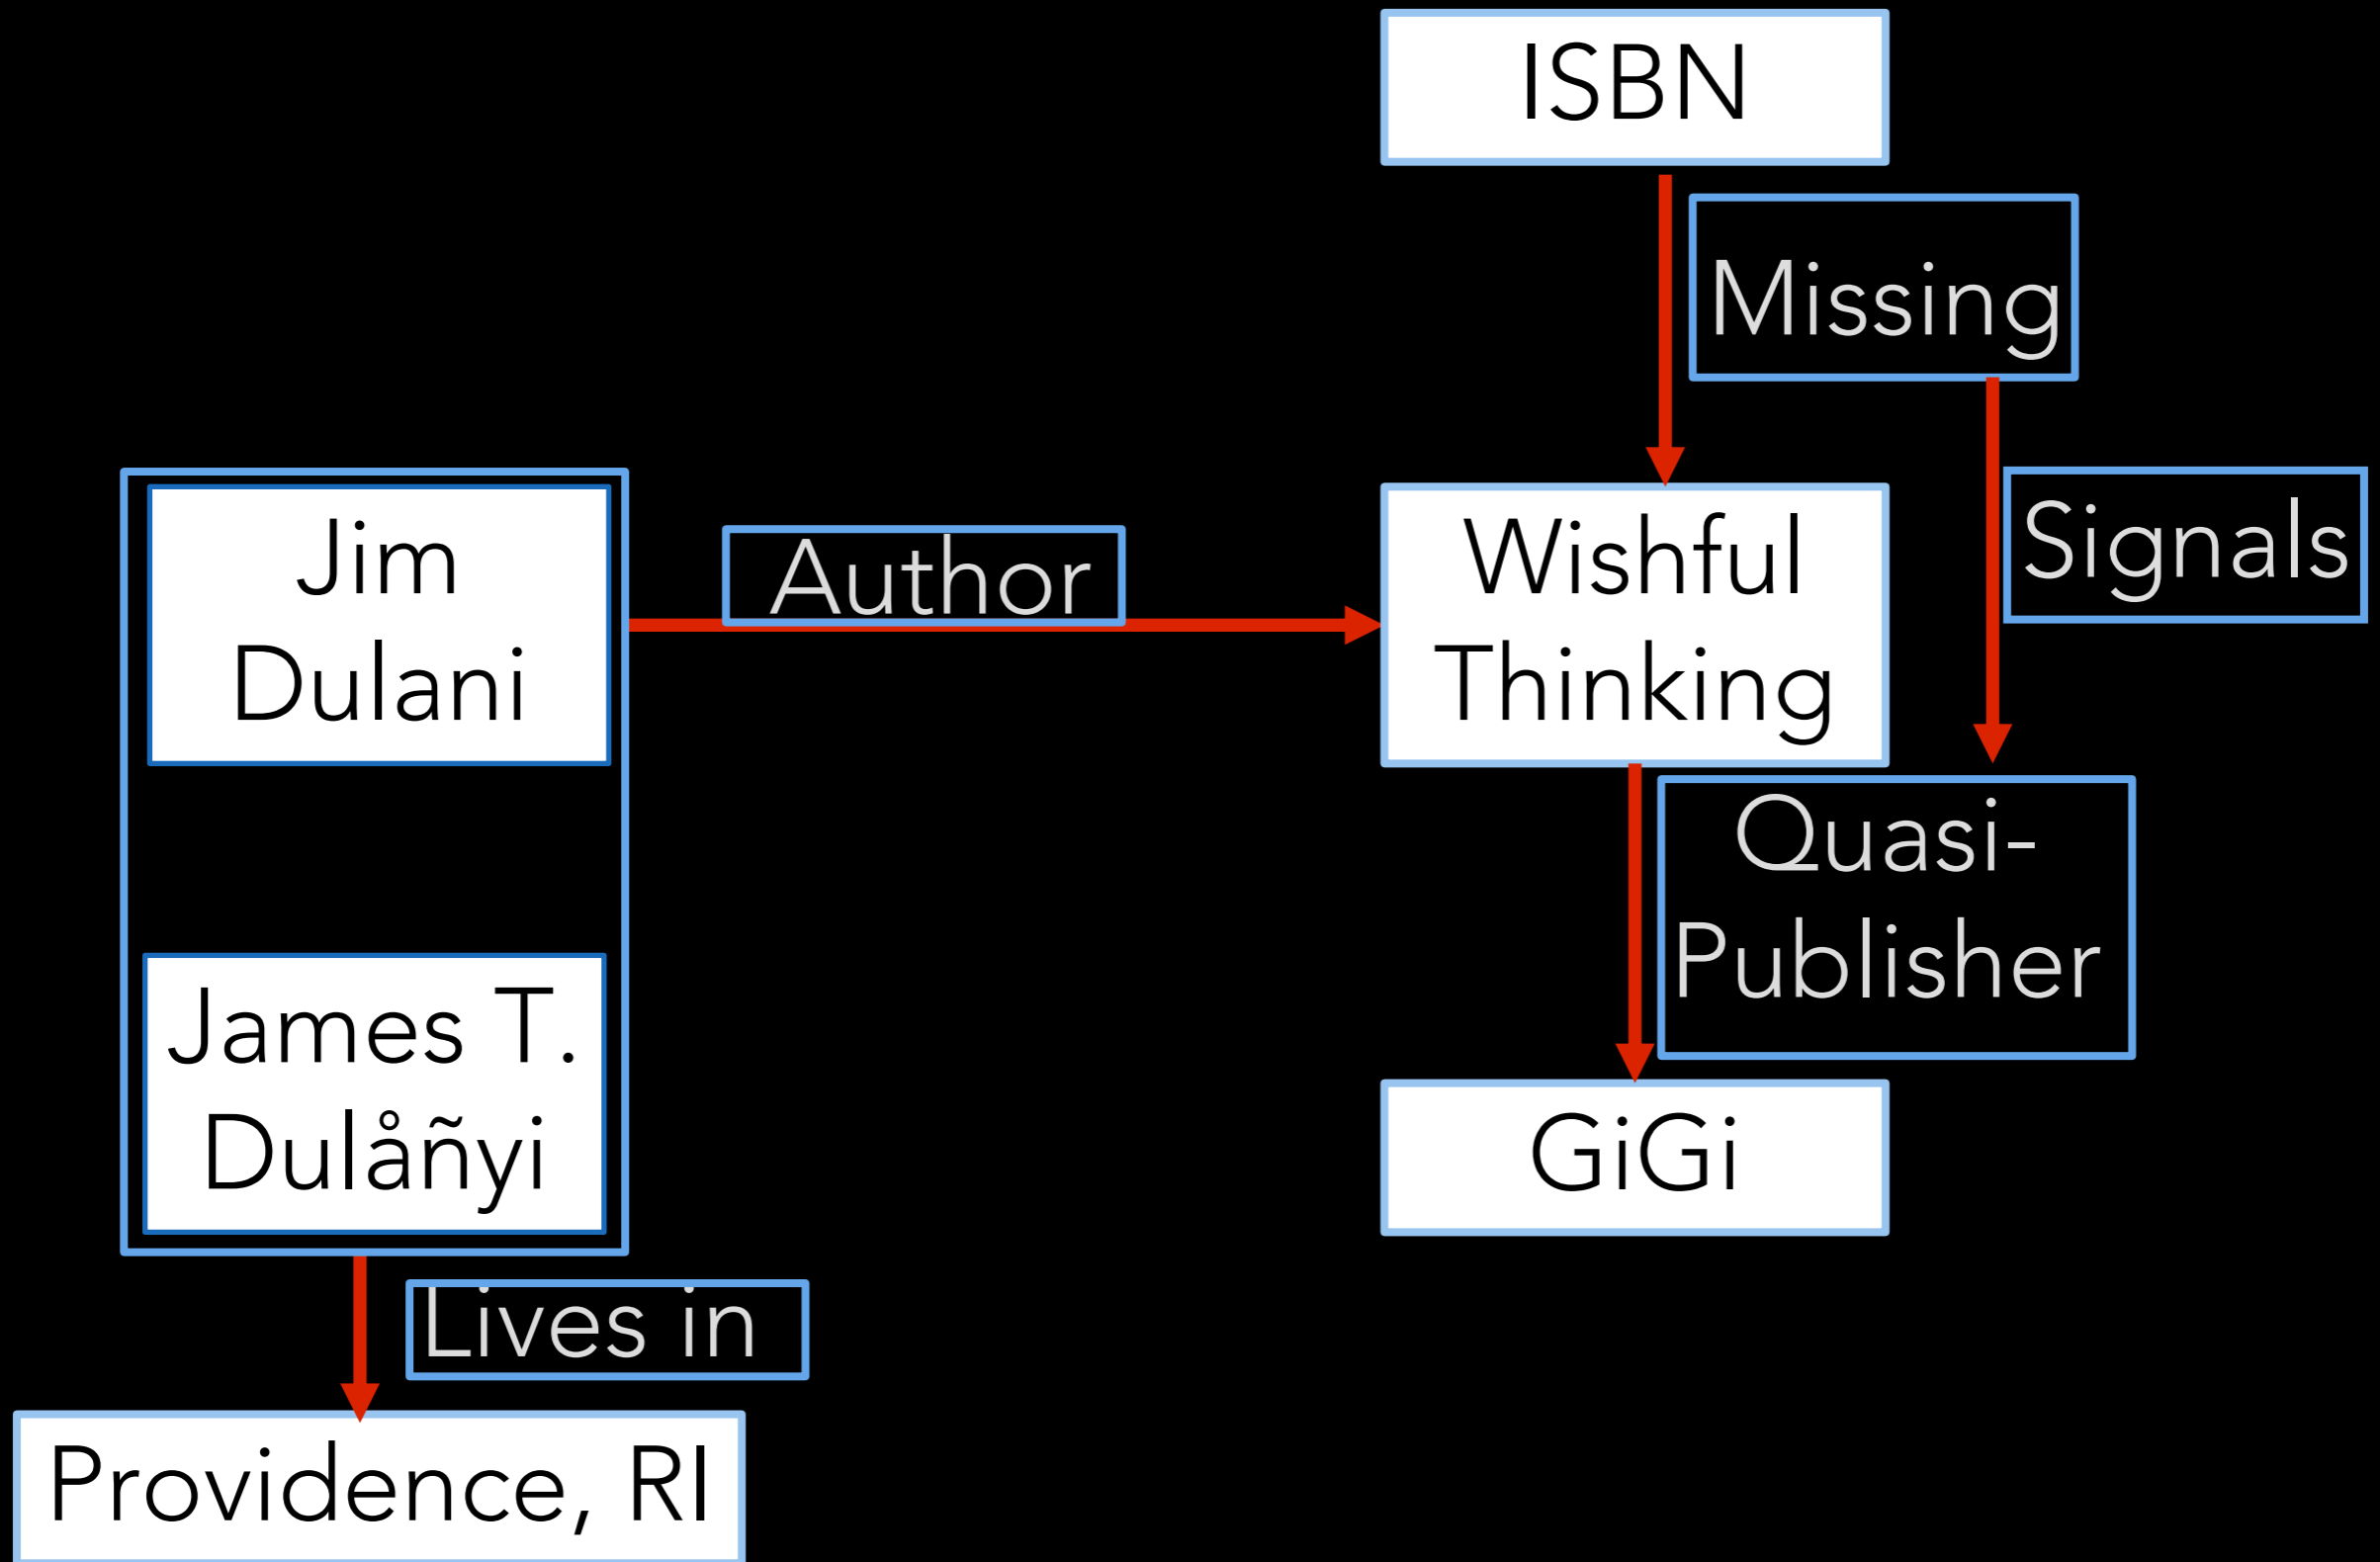 ISBN
Missing
Jim
Dulani
Author
Wishful
Thinking
Signals
Quasi-
Publisher
James T.
Dulåñyi
GiGi
Lives in
Providence, RI